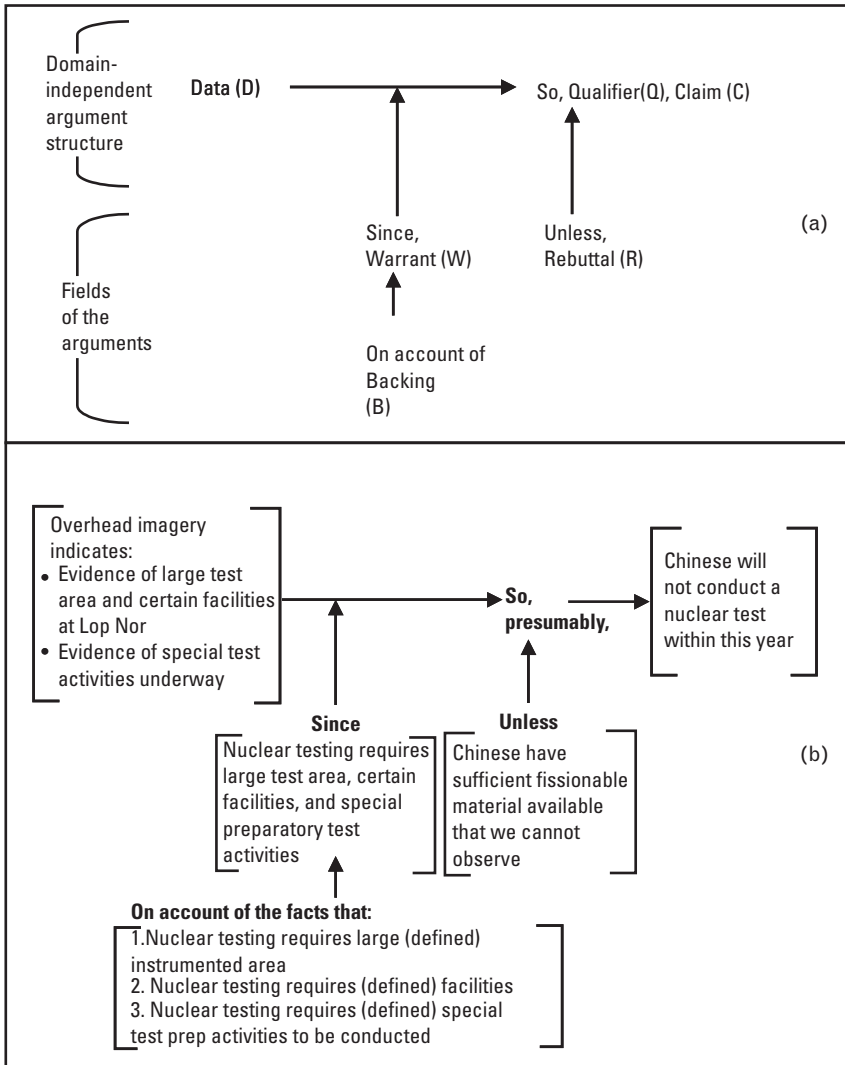 Domain-
independent
argument
structure
Data (D)
So, Qualifier(Q), Claim (C)
Since,
Warrant (W)
Unless,
Rebuttal (R)
(a)
Fields
of the
arguments
On account of
Backing
(B)
Overhead imagery
indicates:
• Evidence of large test
area and certain facilities
at Lop Nor
• Evidence of special test
activities underway
So,
presumably,
Chinese will
not conduct a
nuclear test
within this year
Since
Nuclear testing requires
large test area, certain
facilities, and special
preparatory test
activities
Unless
Chinese have
sufficient fissionable
material available
that we cannot
observe
(b)
On account of the facts that:
1.Nuclear testing requires large (defined)
instrumented area
2. Nuclear testing requires (defined) facilities
3. Nuclear testing requires (defined) special
test prep activities to be conducted